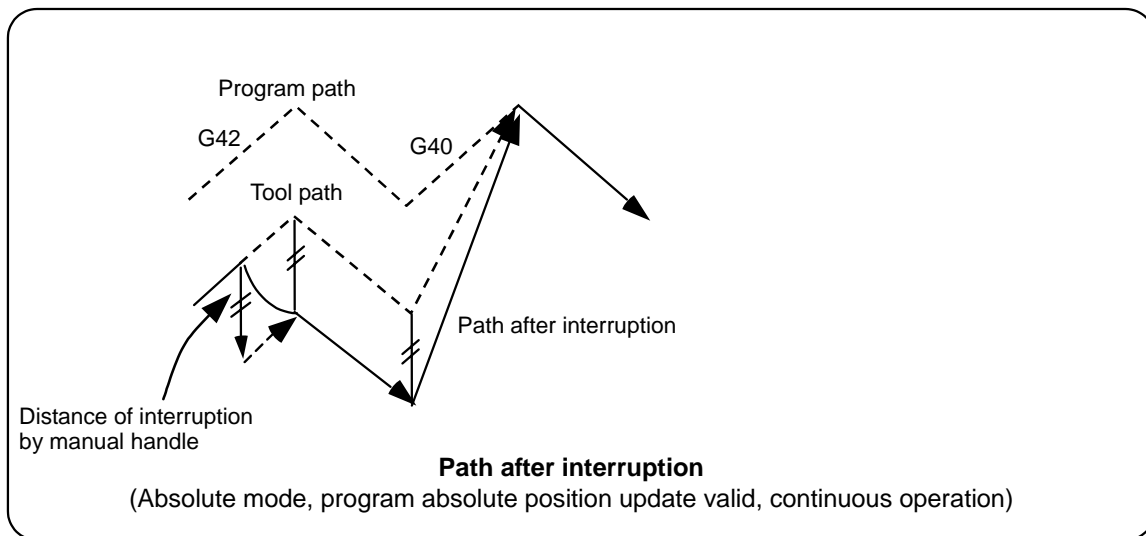 Program path
G42
G40
Tool path
Path after interruption
Distance of interruption
by manual handle
Path after interruption
(Absolute mode, program absolute position update valid, continuous operation)